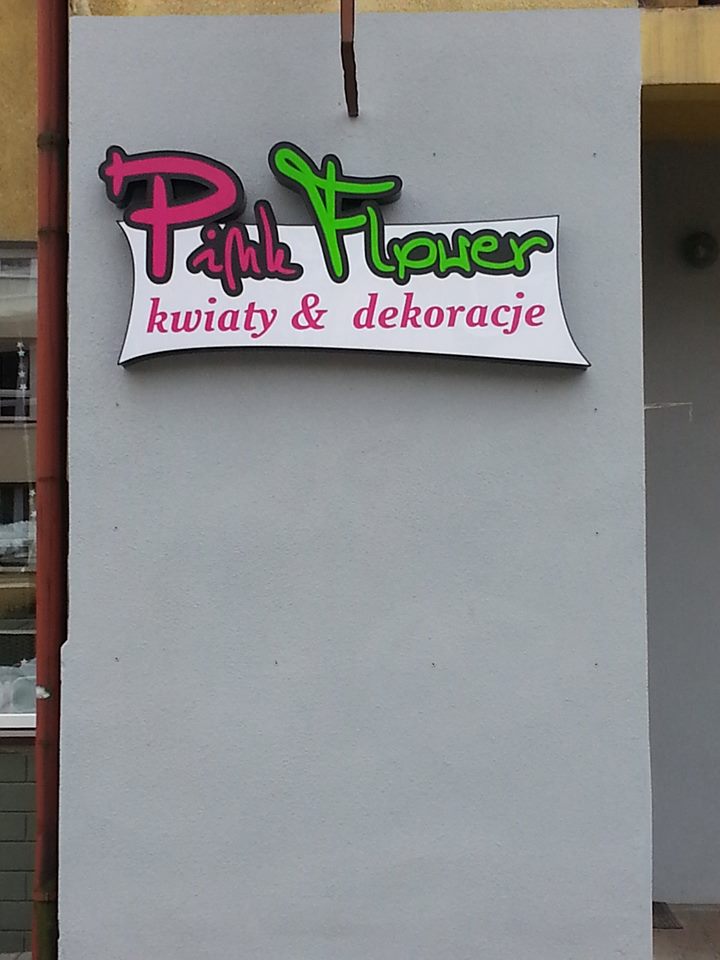 Pink Flower
kwiaty & dekoracje